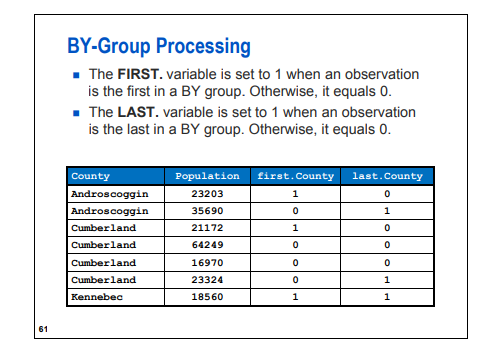 BY-Group Processing
The FIRST. variable is set to 1 when an observation
is the first in a BY group. Otherwise, it equals 0.
The LAST. variable is set to 1 when an observation
is the last in a BY group. Otherwise, it equals 0.
County Population first.County last.County
Androscoggin 23203 1 0
Androscoggin 35690 0 1
Cumberland 21172 1 0
Cumberland 64249 0 0
Cumberland 16970 0 0
Cumberland 23324 0 1
Kennebec 18560 1 1
61